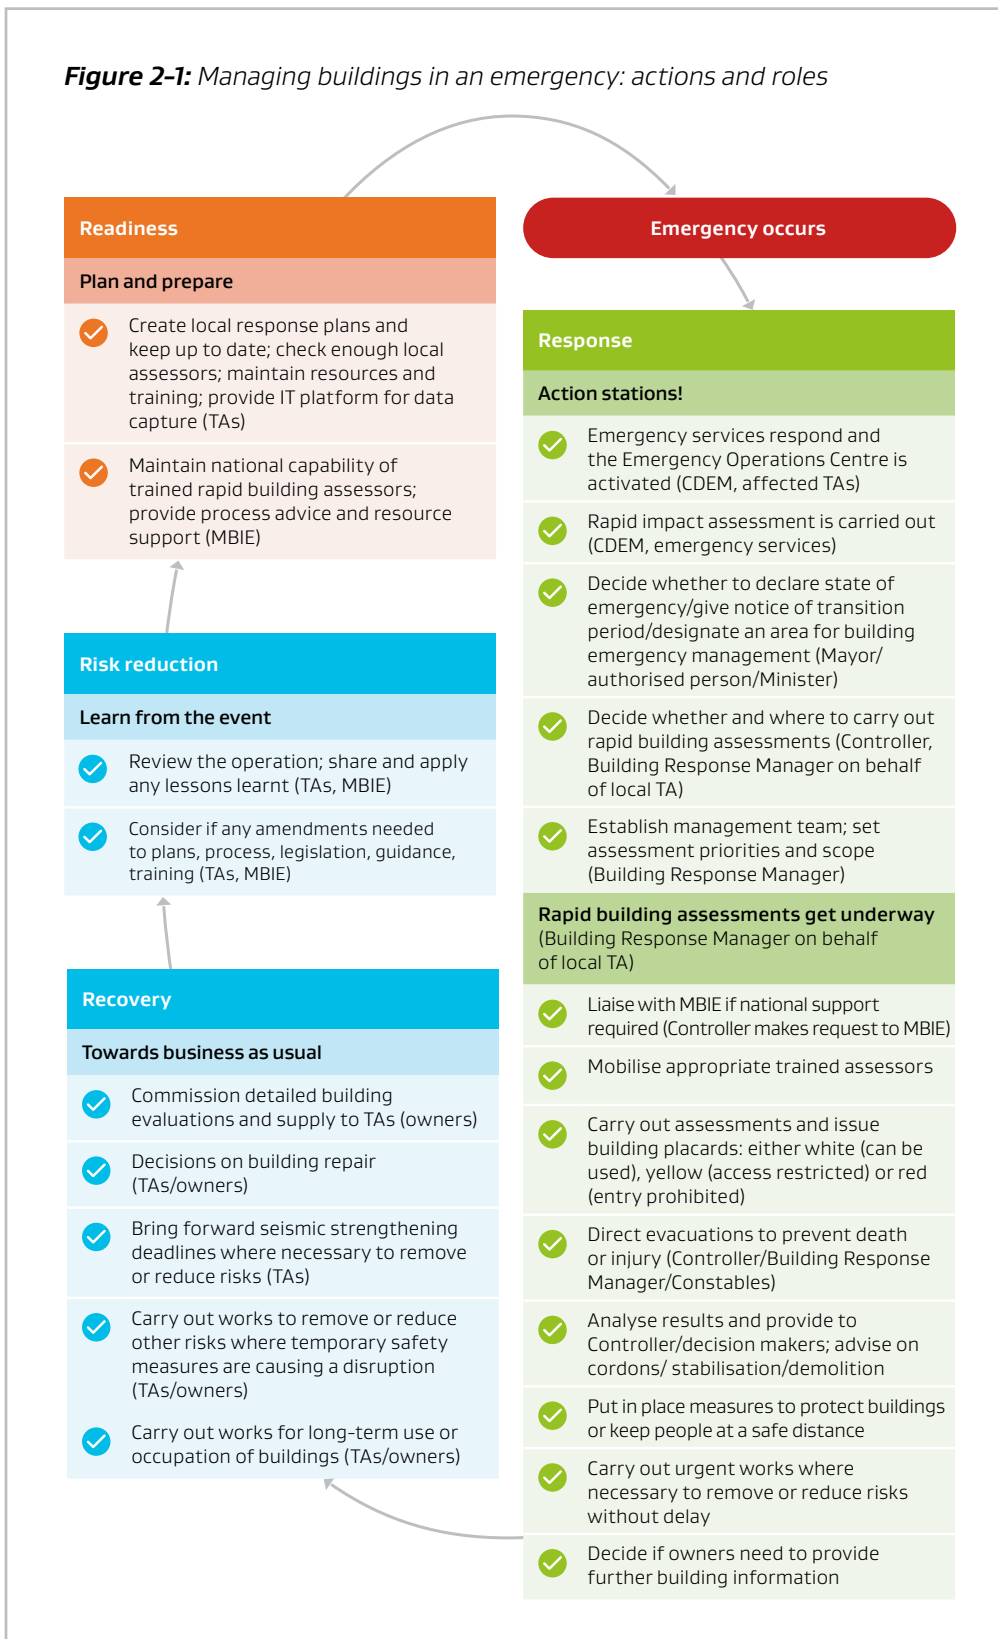 Figure 2-1: Managing buildings in an emergency: actions and roles
Readiness
Plan and prepare
Create local response plans and
keep up to date; check enough local
assessors; maintain resources and
training; provide IT platform for data
capture (TAs)
Maintain national capability of
trained rapid building assessors;
provide process advice and resource
support (MBIE)
Risk reduction
Learn from the event
Review the operation; share and apply
any lessons learnt (TAs, MBIE)
Consider if any amendments needed
to plans, process, legislation, guidance,
training (TAs, MBIE)
Recovery
Towards business as usual
Commission detailed building
evaluations and supply to TAs (owners)
Decisions on building repair
(TAs/owners)
Bring forward seismic strengthening
deadlines where necessary to remove
or reduce risks (TAs)
Carry out works to remove or reduce
other risks where temporary safety
measures are causing a disruption
(TAs/owners)
Carry out works for long-term use or
occupation of buildings (TAs/owners)
Emergency occurs
Response
Action stations!
Emergency services respond and
the Emergency Operations Centre is
activated (CDEM, affected TAs)
Rapid impact assessment is carried out
(CDEM, emergency services)
Decide whether to declare state of
emergency/give notice of transition
period/designate an area for building
emergency management (Mayor/
authorised person/Minister)
Decide whether and where to carry out
rapid building assessments (Controller,
Building Response Manager on behalf
of local TA)
Establish management team; set
assessment priorities and scope
(Building Response Manager)
Rapid building assessments get underway
(Building Response Manager on behalf
of local TA)
Liaise with MBIE if national support
required (Controller makes request to MBIE)
Mobilise appropriate trained assessors
Carry out assessments and issue
building placards: either white (can be
used), yellow (access restricted) or red
(entry prohibited)
Direct evacuations to prevent death
or injury (Controller/Building Response
Manager/Constables)
Analyse results and provide to
Controller/decision makers; advise on
cordons/ stabilisation/demolition
Put in place measures to protect buildings
or keep people at a safe distance
Carry out urgent works where
necessary to remove or reduce risks
without delay
Decide if owners need to provide
further building information